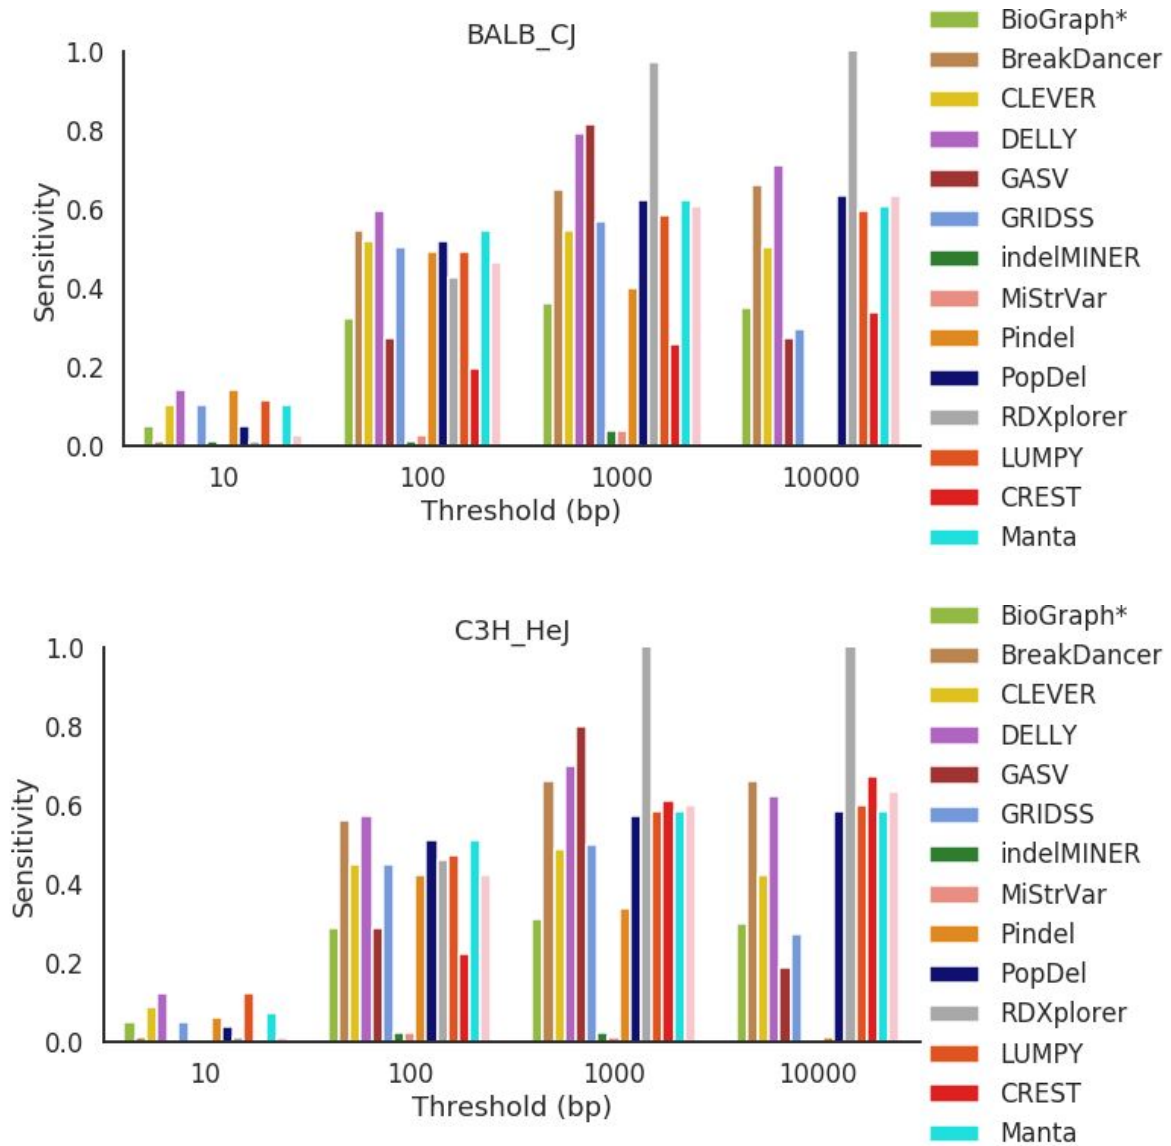 BALB_CJ
1.0
0.8
0.6
0.4
0.2
0.0
Sensitivity
10
100
1000
10000
Threshold (bp)
BioGraph*
BreakDancer
CLEVER
DELLY
GASV
GRIDSS
indelMINER
MiStrVar
Pindel
PopDel
RDXplorer
LUMPY
CREST
Manta
C3H_HeJ
1.0
0.8
0.6
0.4
0.2
0.0
Sensitivity
10
100
1000
10000
Threshold (bp)
BioGraph*
BreakDancer
CLEVER
DELLY
GASV
GRIDSS
indelMINER
MiStrVar
Pindel
PopDel
RDXplorer
LUMPY
CREST
Manta